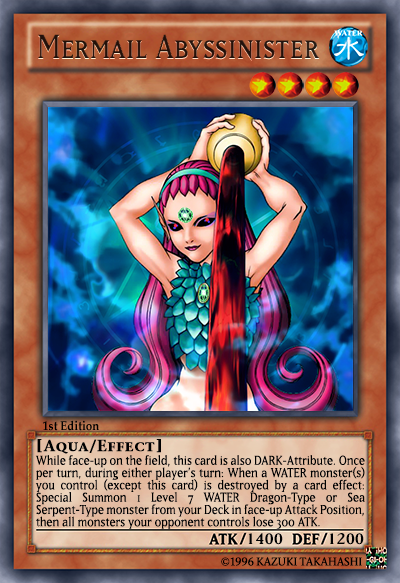 MERMAIL ABYSSINISTER
WATER
水
1st Edition
[AQUA/EFFECT]
While face-up on the field, this card is also DARK-Attribute. Once
per turn, during either player's turn: When a WATER monster(s)
you control (except this card) is destroyed by a card effect:
Special Summon 1 Level 7 WATER Dragon-Type or Sea
Serpent-Type monster from your Deck in face-up Attack Position,
then all monsters your opponent controls lose 300 ATK.
ATK/1400 DEF/1200
©1996 KAZUKI TAKAHASHI